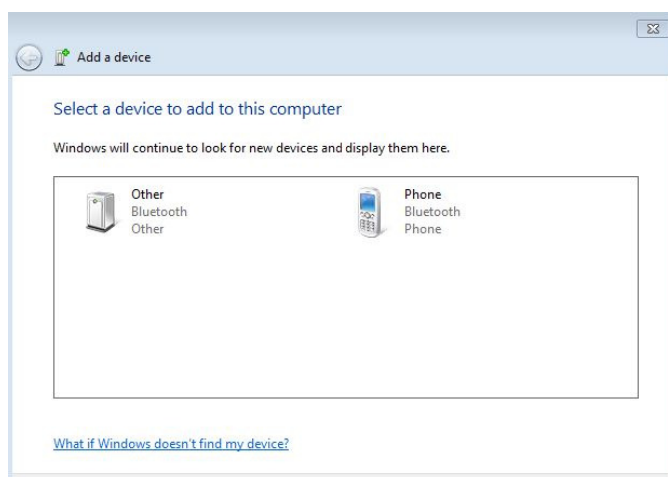 Add a device
Select a device to add to this computer
Windows will continue to look for new devices and display them here.
Other
Bluetooth
Other
Phone
Bluetooth
Phone
What if Windows doesn't find my device?